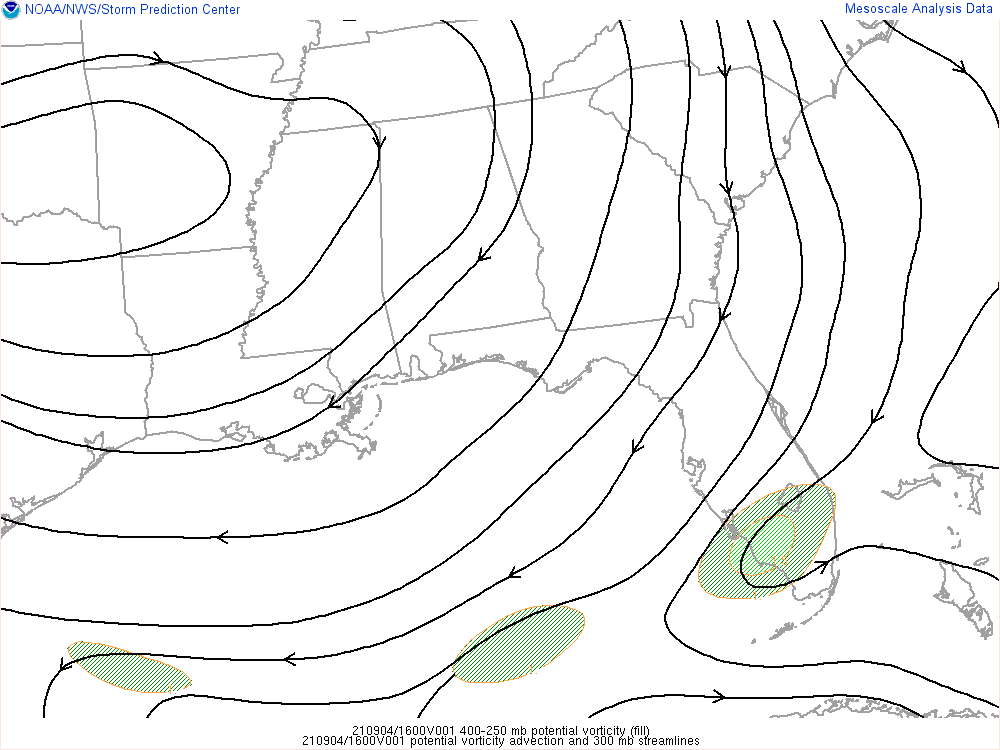 NOAA/NWS/Storm Prediction Center
Mesoscale Analysis Data
210904/1600V001 400-250 mb potential vorticity (fill)
210904/1600V001 potential vorticity advection and 300 mb streamlines